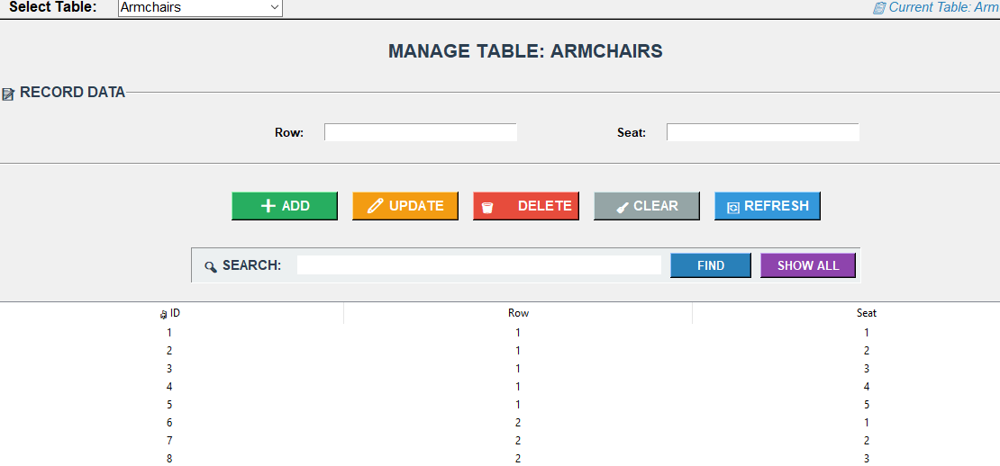 Select Table: Armchairs Current Table: Arm
MANAGE TABLE: ARMCHAIRS
RECORD DATA
Row: Seat:
ADD UPDATE DELETE CLEAR REFRESH
SEARCH: FIND SHOW ALL
ID Row Seat
1 1 1
2 1 2
3 1 3
4 1 4
5 1 5
6 2 1
7 2 2
8 2 3